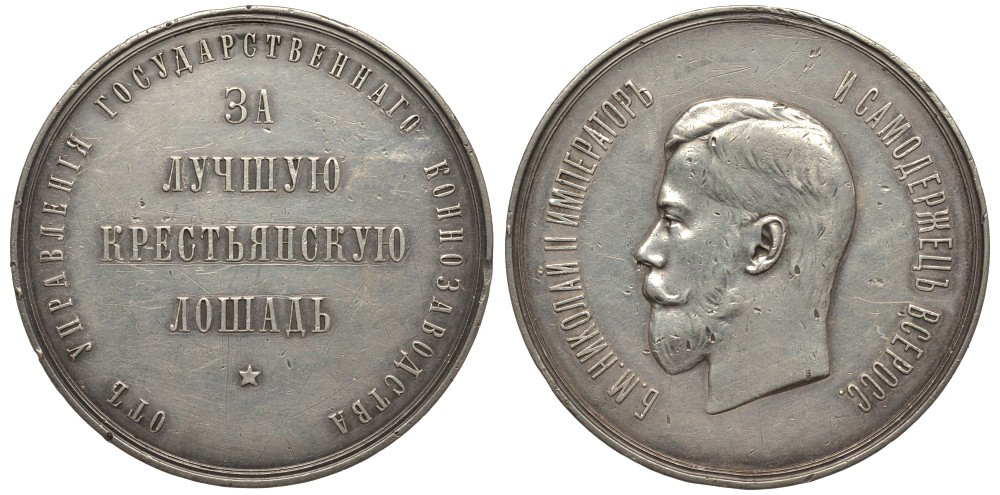 ОТЪ УПРАВЛЕНІЯ ГОСУДАРСТВЕННАГО КОННОЗАВОДСТВА
ЗА
ЛУЧШУЮ
КРЕСТЬЯНСКУЮ
ЛОШАДЬ
Б.М.НИКОЛАЙ II ИМПЕРАТОРЪ
И САМОДЕРЖЕЦЪ ВСЕРОСС.